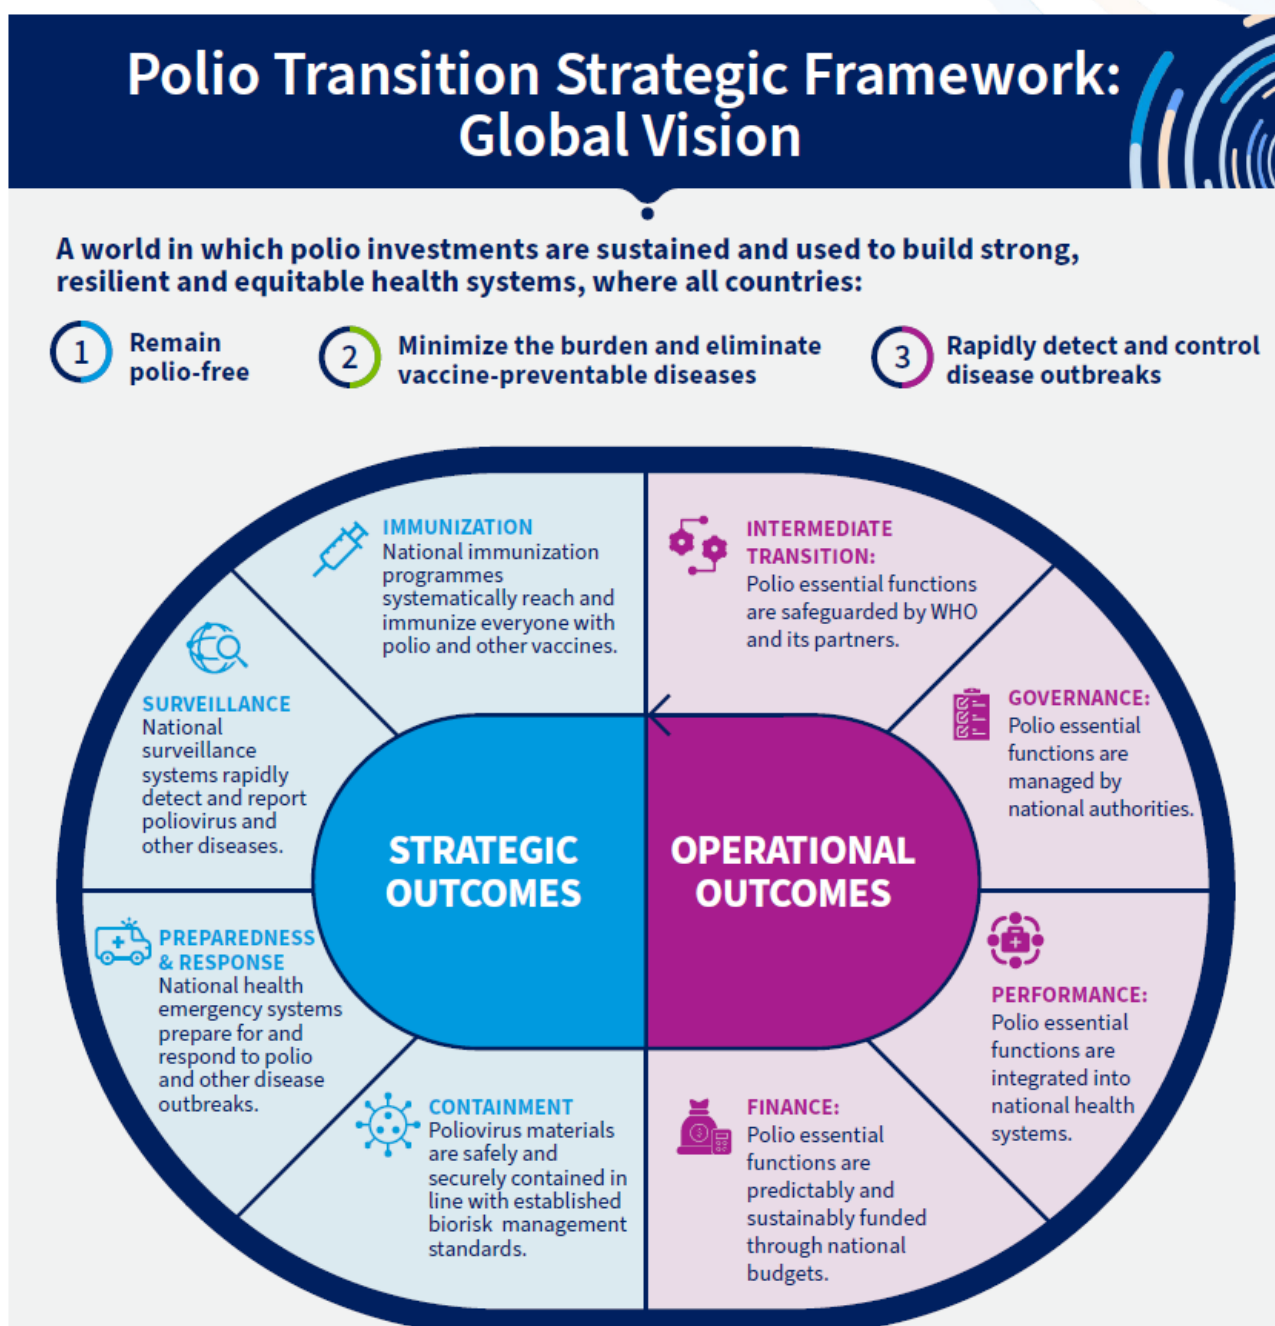 Polio Transition Strategic Framework:
Global Vision
A world in which polio investments are sustained and used to build strong,
resilient and equitable health systems, where all countries:
1
Remain
polio-free
2
Minimize the burden and eliminate
vaccine-preventable diseases
3
Rapidly detect and control
disease outbreaks
IMMUNIZATION
National immunization
programmes
systematically reach and
immunize everyone with
polio and other vaccines.
INTERMEDIATE
TRANSITION:
Polio essential functions
are safeguarded by WHO
and its partners.
SURVEILLANCE
National
surveillance
systems rapidly
detect and report
poliovirus and
other diseases.
GOVERNANCE:
Polio essential
functions are
managed by
national authorities.
STRATEGIC
OUTCOMES
OPERATIONAL
OUTCOMES
PREPAREDNESS
& RESPONSE
National health
emergency systems
prepare for and
respond to polio
and other disease
outbreaks.
PERFORMANCE:
Polio essential
functions are
integrated into
national health
systems.
CONTAINMENT
Poliovirus materials
are safely and
securely contained in
line with established
biorisk management
standards.
FINANCE:
Polio essential
functions are
predictably and
sustainably funded
through national
budgets.